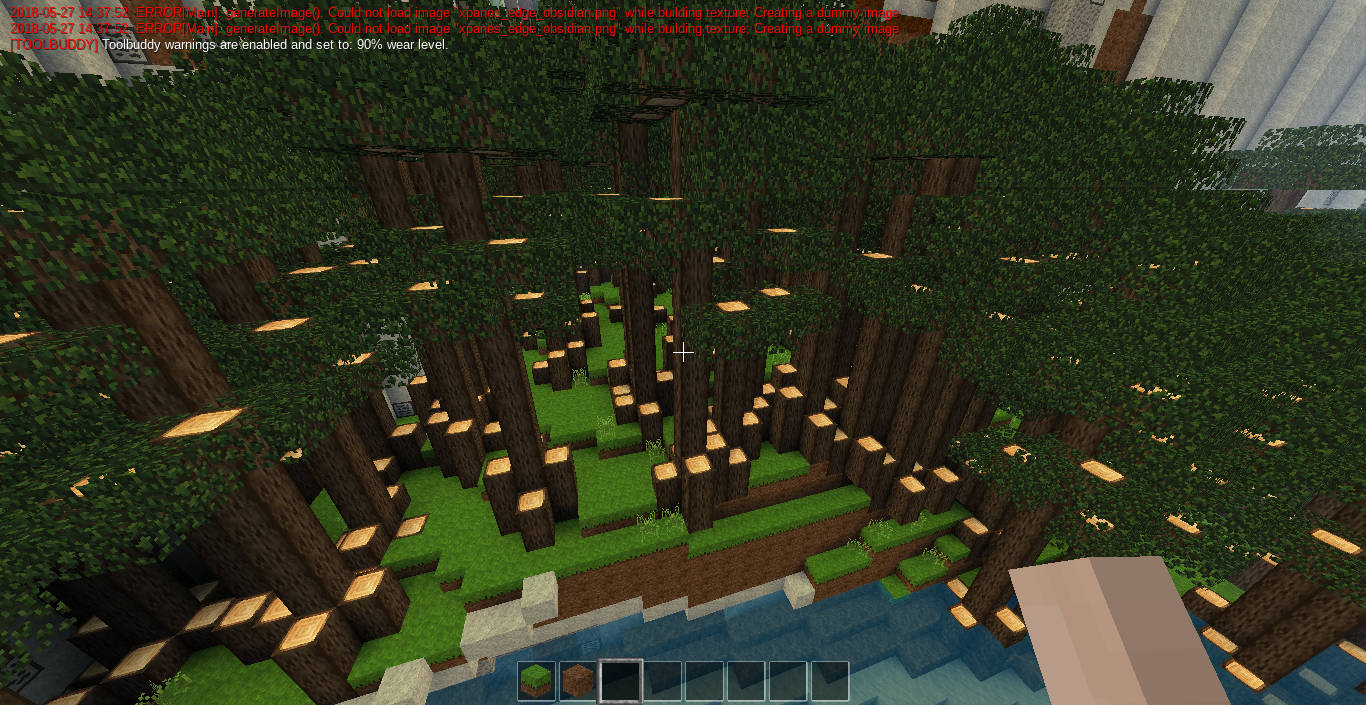 2018-05-27 14:37:52: ERROR[Main]: generateImage(): Could not load image "xpanes_edge_obsidian.png" while building texture; Creating a dummy image
2018-05-27 14:37:52: ERROR[Main]: generateImage(): Could not load image "xpanes_edge_obsidian.png" while building texture; Creating a dummy image
[TOOLBUDDY] Toolbuddy warnings are enabled and set to: 90% wear level.